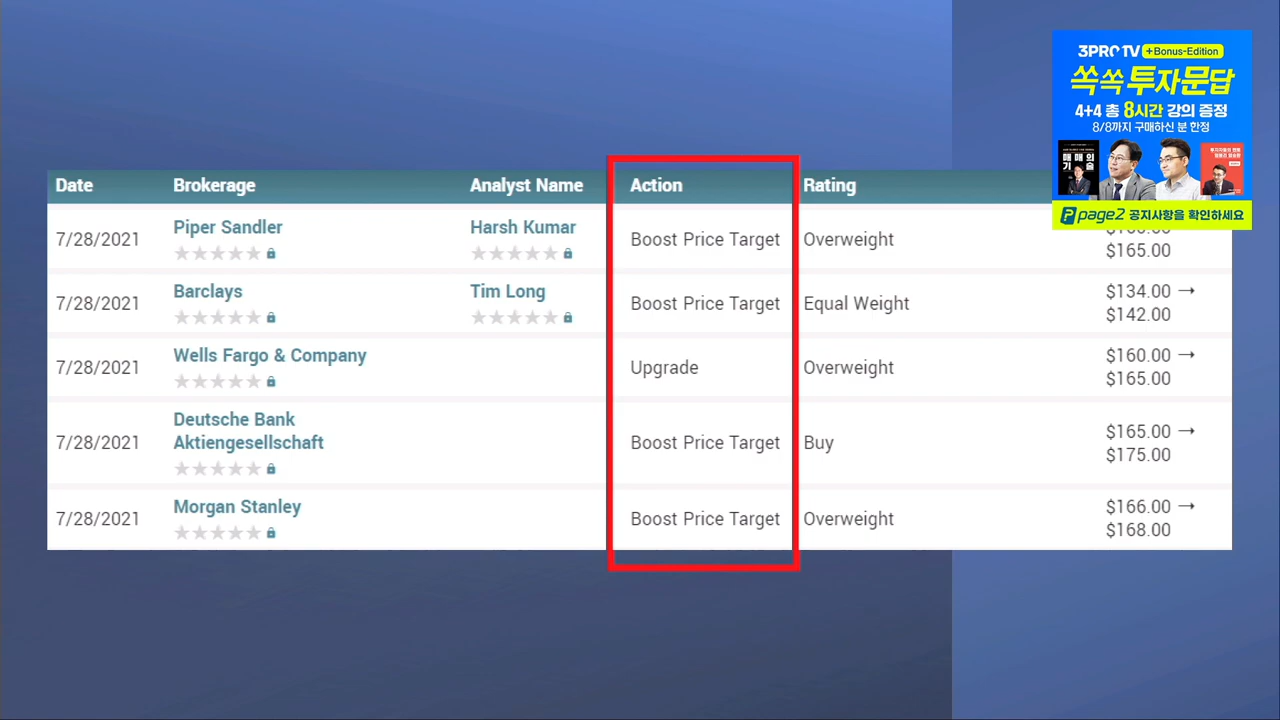 3PRO TV +Bonus-Edition
쏙쏙 투자문답
4+4 총 8시간 강의 증정
8/8까지 구매하신 분 한정
매매의
기술
page2 공지사항을 확인하세요
Date Brokerage Analyst Name Action Rating
7/28/2021 Piper Sandler Harsh Kumar Boost Price Target Overweight
$165.00
7/28/2021 Barclays Tim Long Boost Price Target Equal Weight $134.00 →
$142.00
7/28/2021 Wells Fargo & Company Upgrade Overweight $160.00 →
$165.00
7/28/2021 Deutsche Bank
Aktiengesellschaft Boost Price Target Buy $165.00 →
$175.00
7/28/2021 Morgan Stanley Boost Price Target Overweight $166.00 →
$168.00